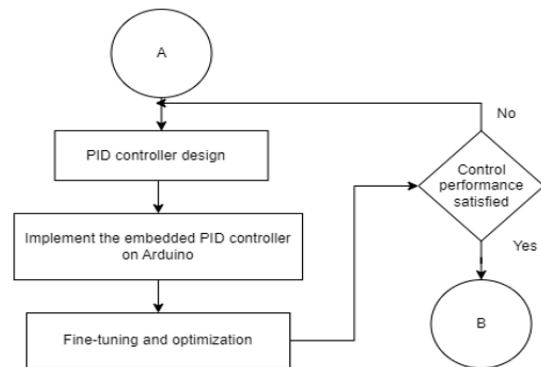 A
No
PID controller design
Control
performance
satisfied
Implement the embedded PID controller
on Arduino
Yes
Fine-tuning and optimization
B